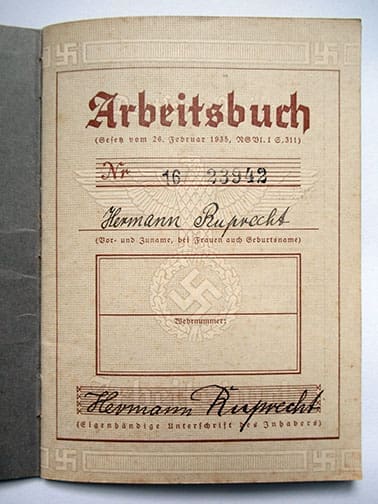 Arbeitsbuch
(Gesetz vom 26. Februar 1935, RGBl. I S. 311)
Nr 16/ 23942
Hermann Ruprecht
(Vor- und Zuname, bei Frauen auch Geburtsname)
Wehrnummer:
Hermann Ruprecht
(Eigenhändige Unterschrift des Inhabers)